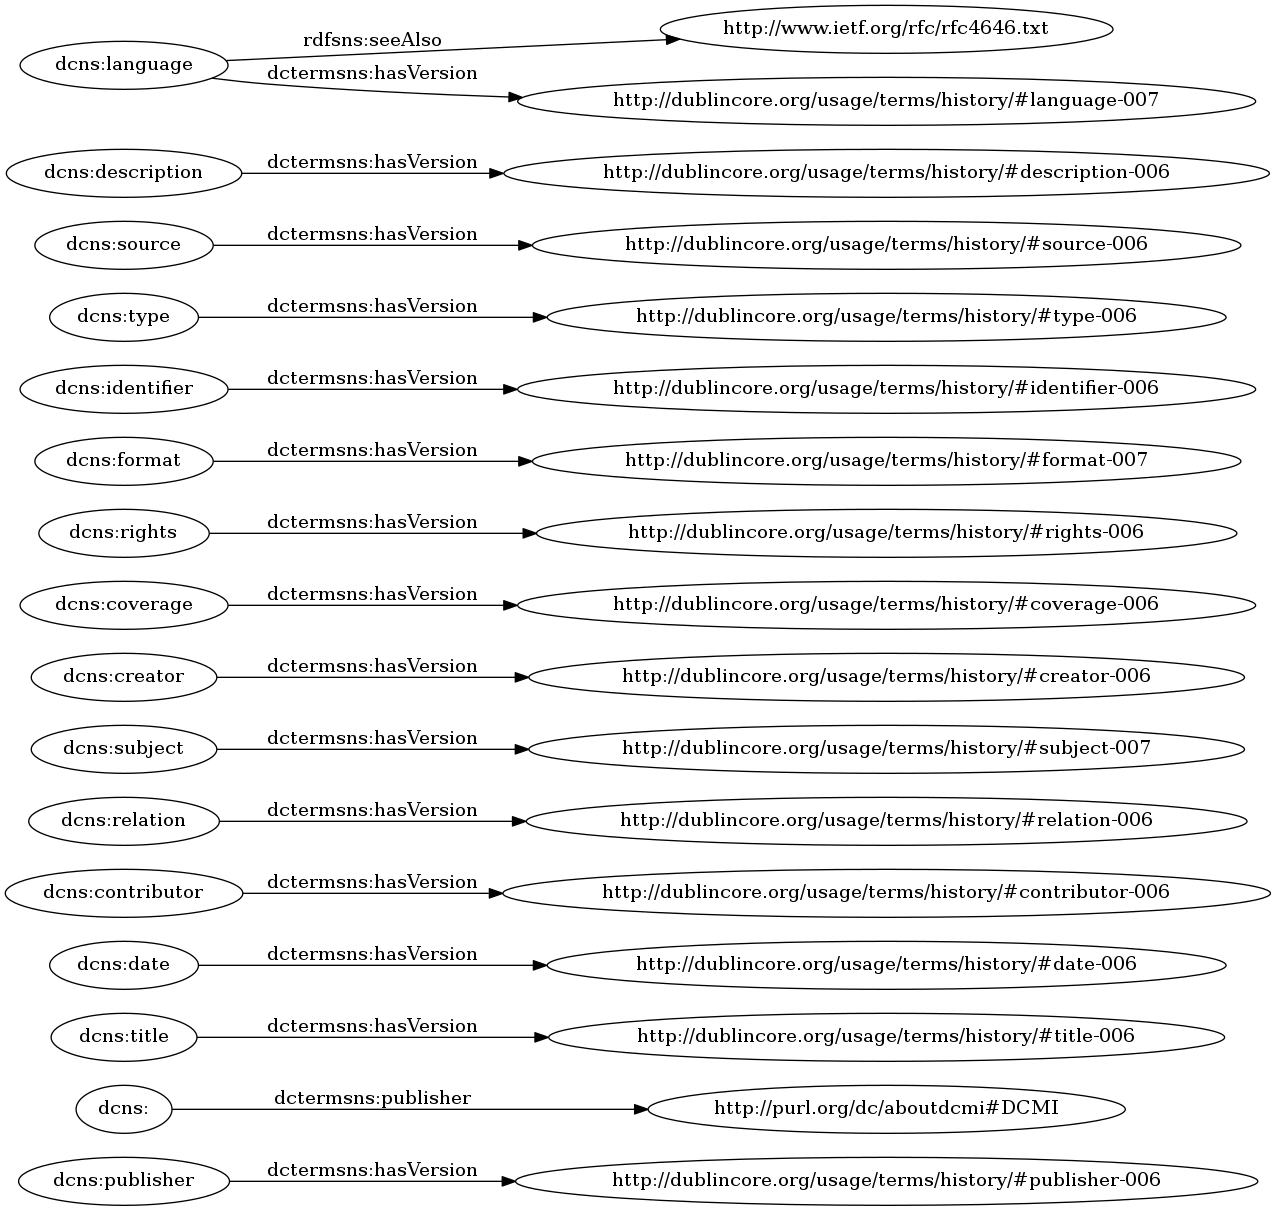 http://www.ietf.org/rfc/rfc4646.txt
rdfsns:seeAlso
dcns:language
dctermsns:hasVersion
http://dublincore.org/usage/terms/history/#language-007
dcns:description dctermsns:hasVersion http://dublincore.org/usage/terms/history/#description-006
dcns:source dctermsns:hasVersion http://dublincore.org/usage/terms/history/#source-006
dcns:type dctermsns:hasVersion http://dublincore.org/usage/terms/history/#type-006
dcns:identifier dctermsns:hasVersion http://dublincore.org/usage/terms/history/#identifier-006
dcns:format dctermsns:hasVersion http://dublincore.org/usage/terms/history/#format-007
dcns:rights dctermsns:hasVersion http://dublincore.org/usage/terms/history/#rights-006
dcns:coverage dctermsns:hasVersion http://dublincore.org/usage/terms/history/#coverage-006
dcns:creator dctermsns:hasVersion http://dublincore.org/usage/terms/history/#creator-006
dcns:subject dctermsns:hasVersion http://dublincore.org/usage/terms/history/#subject-007
dcns:relation dctermsns:hasVersion http://dublincore.org/usage/terms/history/#relation-006
dcns:contributor dctermsns:hasVersion http://dublincore.org/usage/terms/history/#contributor-006
dcns:date dctermsns:hasVersion http://dublincore.org/usage/terms/history/#date-006
dcns:title dctermsns:hasVersion http://dublincore.org/usage/terms/history/#title-006
dcns: dctermsns:publisher http://purl.org/dc/aboutdcmi#DCMI
dcns:publisher dctermsns:hasVersion http://dublincore.org/usage/terms/history/#publisher-006